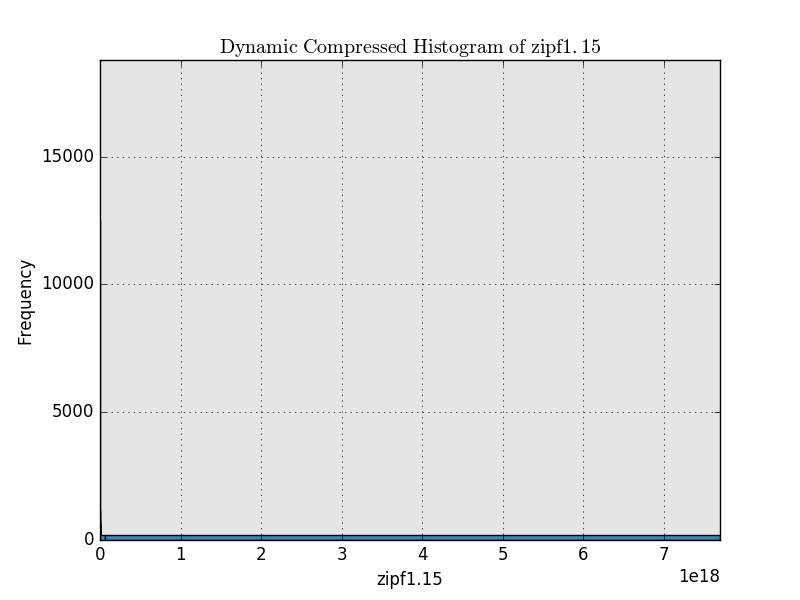 Dynamic Compressed Histogram of zipf1.15
15000
10000
5000
0
Frequency
0 1 2 3 4 5 6 7
1e18
zipf1.15